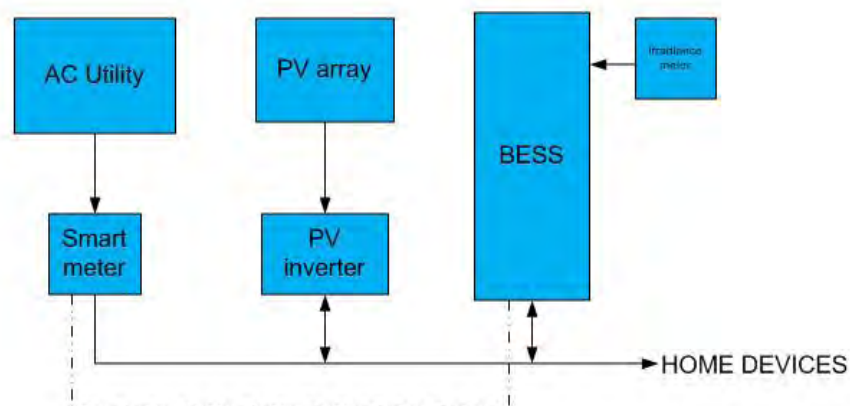 AC Utility
PV array
BESS
Irradiance
meter
Smart
meter
PV
inverter
HOME DEVICES